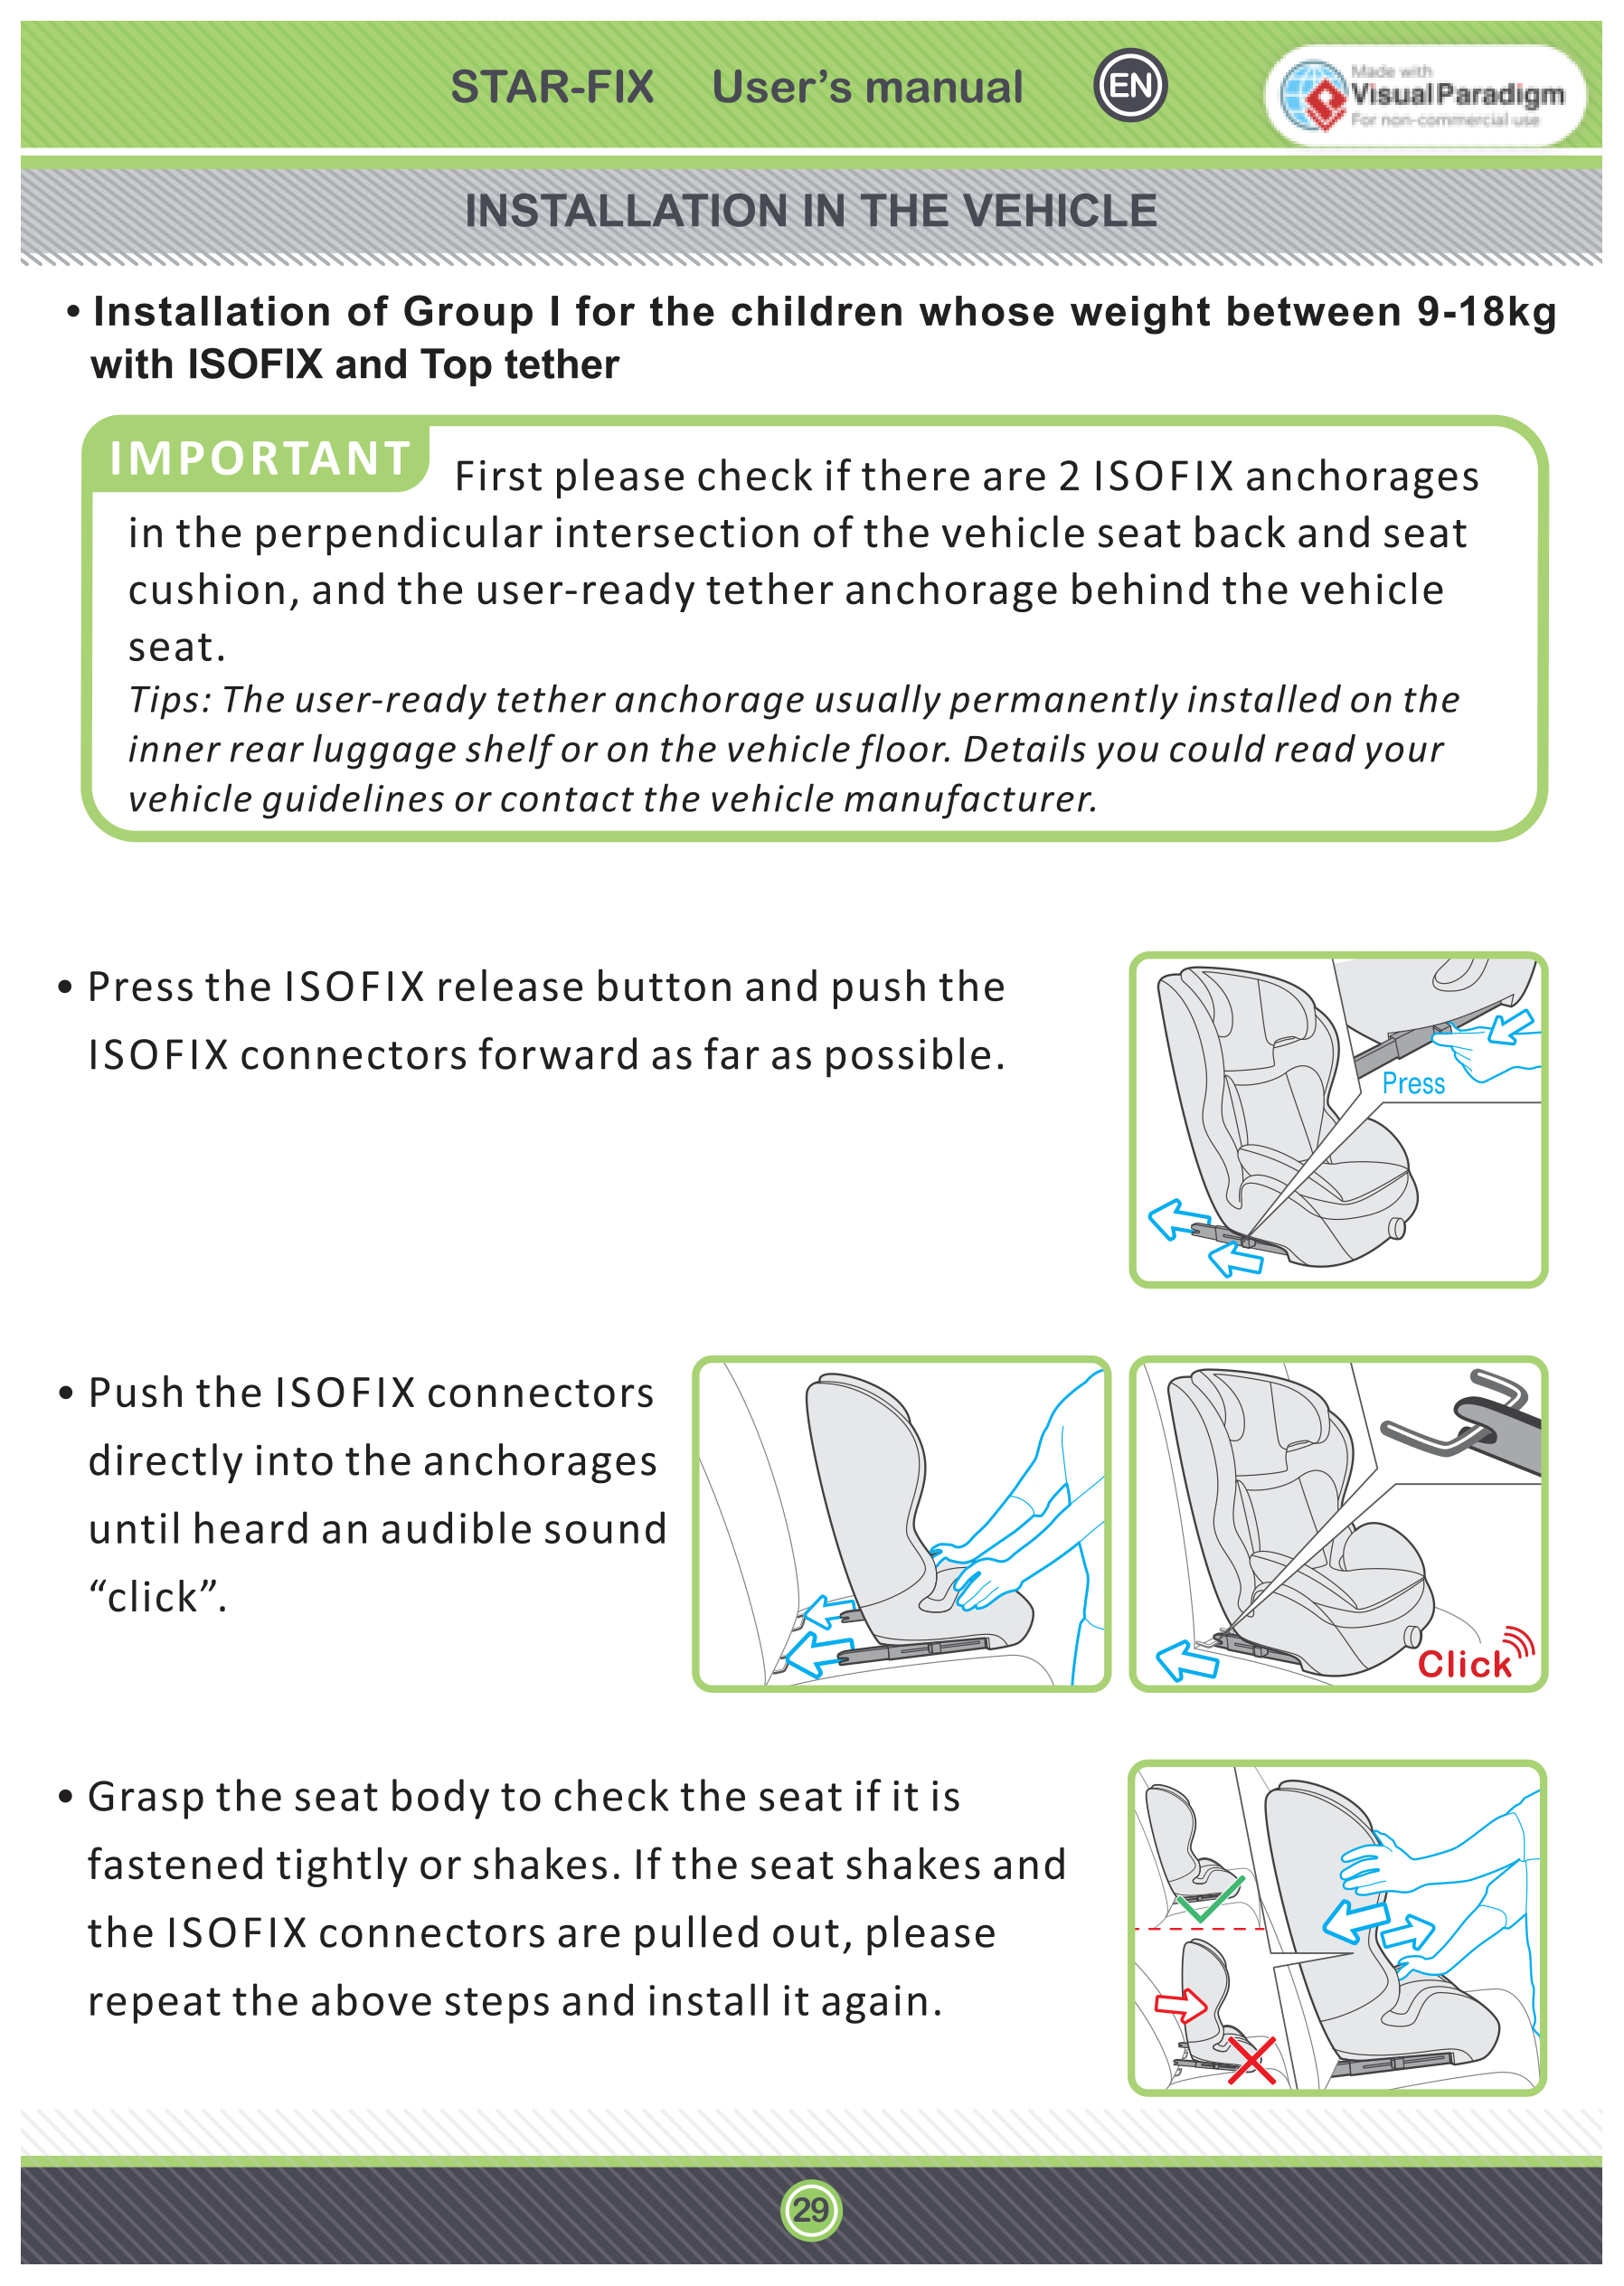 STAR-FIX User's manual EN
Made with
Visual Paradigm
For non-commercial use
INSTALLATION IN THE VEHICLE
• Installation of Group I for the children whose weight between 9-18kg
with ISOFIX and Top tether
IMPORTANT First please check if there are 2 ISOFIX anchorages
in the perpendicular intersection of the vehicle seat back and seat
cushion, and the user-ready tether anchorage behind the vehicle
seat.
Tips: The user-ready tether anchorage usually permanently installed on the
inner rear luggage shelf or on the vehicle floor. Details you could read your
vehicle guidelines or contact the vehicle manufacturer.
• Press the ISOFIX release button and push the
ISOFIX connectors forward as far as possible.
Press
• Push the ISOFIX connectors
directly into the anchorages
until heard an audible sound
“click”.
Click
• Grasp the seat body to check the seat if it is
fastened tightly or shakes. If the seat shakes and
the ISOFIX connectors are pulled out, please
repeat the above steps and install it again.
29